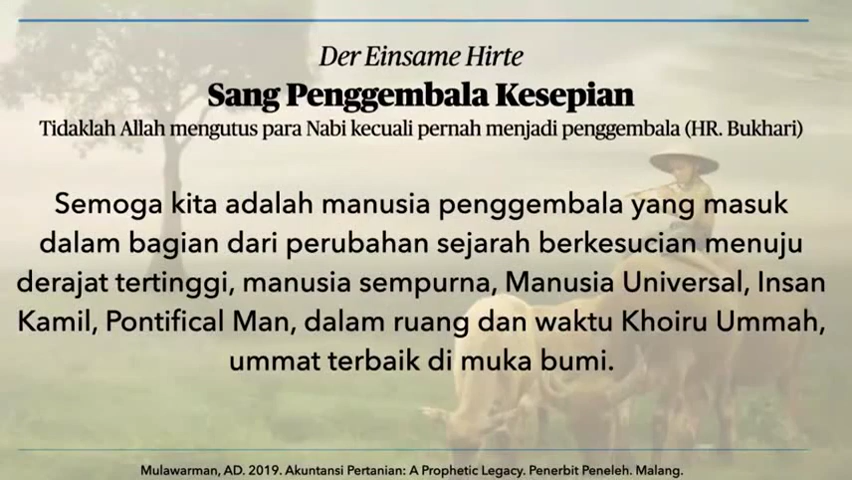 Der Einsame Hirte
Sang Penggembala Kesepian
Tidaklah Allah mengutus para Nabi kecuali pernah menjadi penggembala (HR. Bukhari)
Semoga kita adalah manusia penggembala yang masuk
dalam bagian dari perubahan sejarah berkesucian menuju
derajat tertinggi, manusia sempurna, Manusia Universal, Insan
Kamil, Pontifical Man, dalam ruang dan waktu Khoiru Ummah,
ummat terbaik di muka bumi.
Mulawarman, AD. 2019. Akuntansi Pertanian: A Prophetic Legacy. Penerbit Peneleh. Malang.